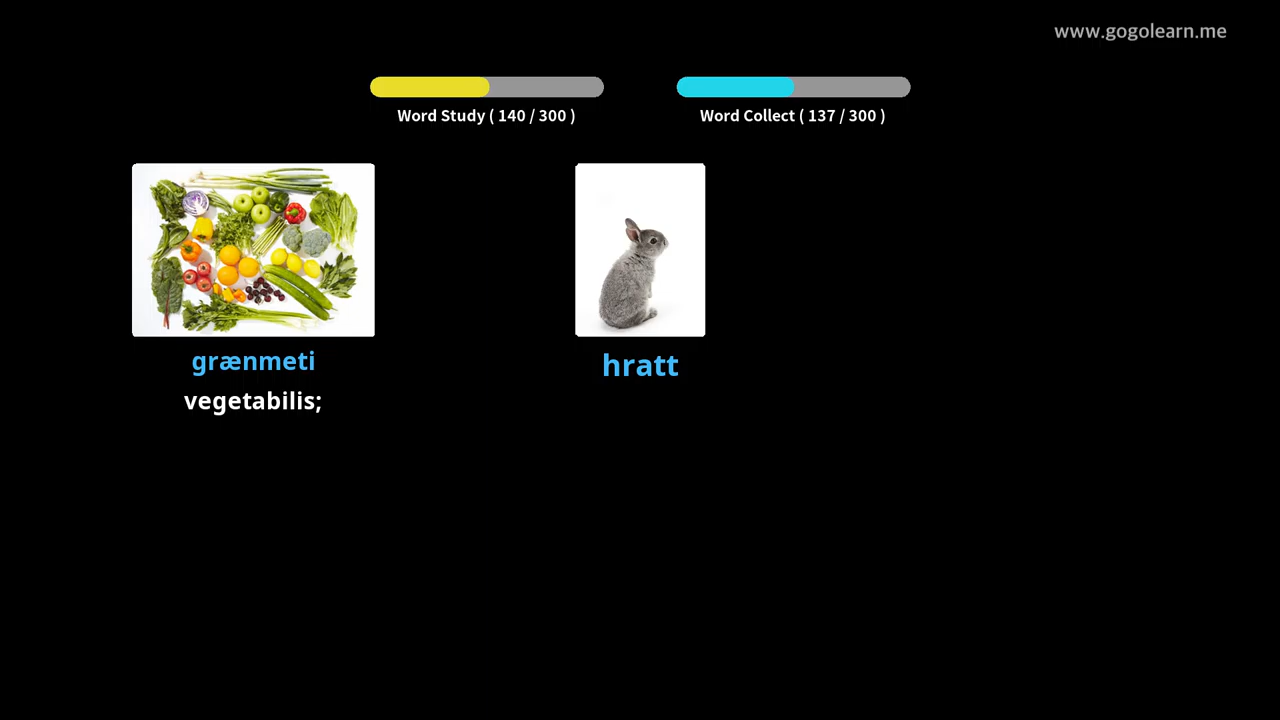 www.gogolearn.me
Word Study ( 140 / 300 )
Word Collect ( 137 / 300 )
grænmeti
vegetabilis;
hratt